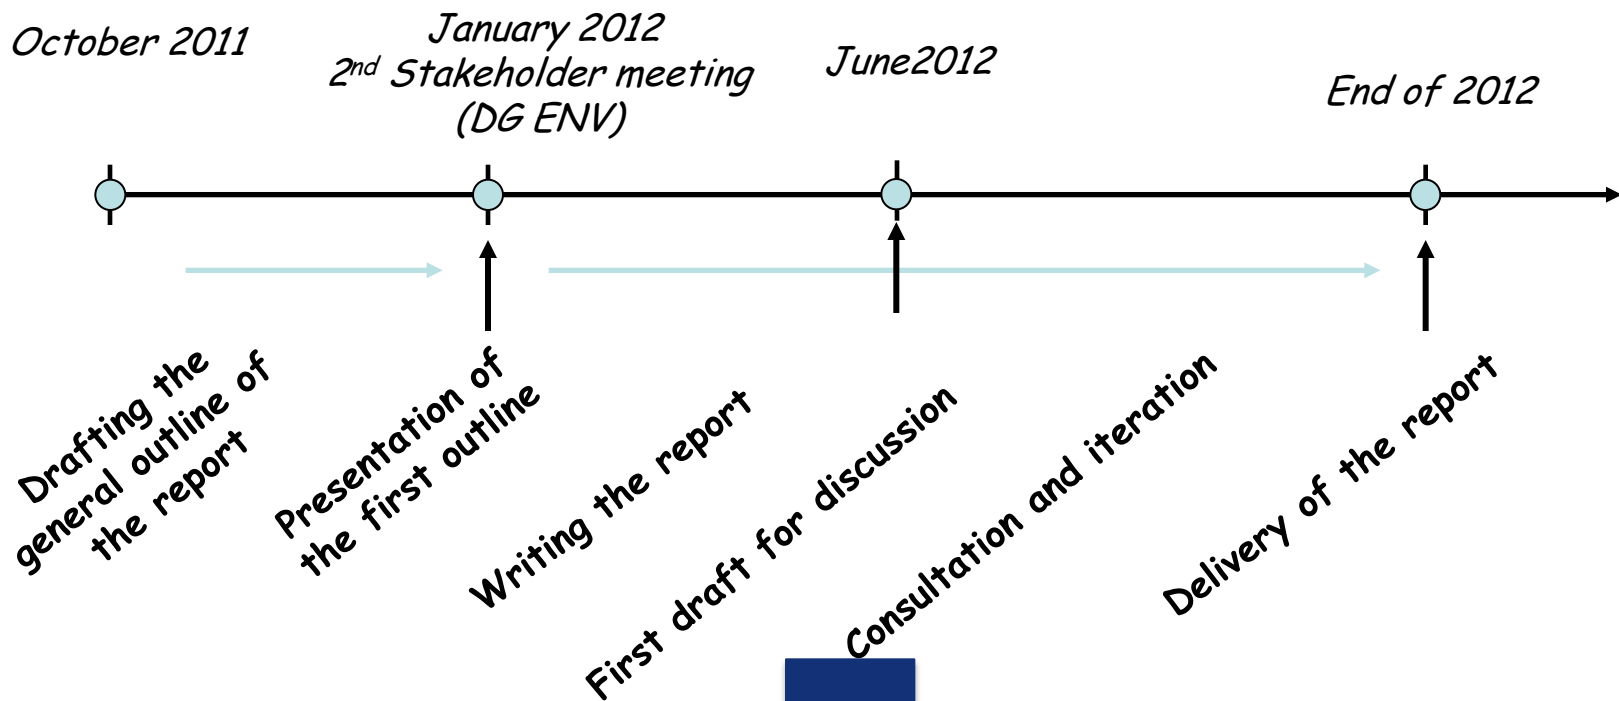 October 2011
January 2012
2nd Stakeholder meeting
(DG ENV)
June2012
End of 2012
Drafting the
general outline of
the report
Presentation of
the first outline
Writing the report
First draft for discussion
Consultation and iteration
Delivery of the report